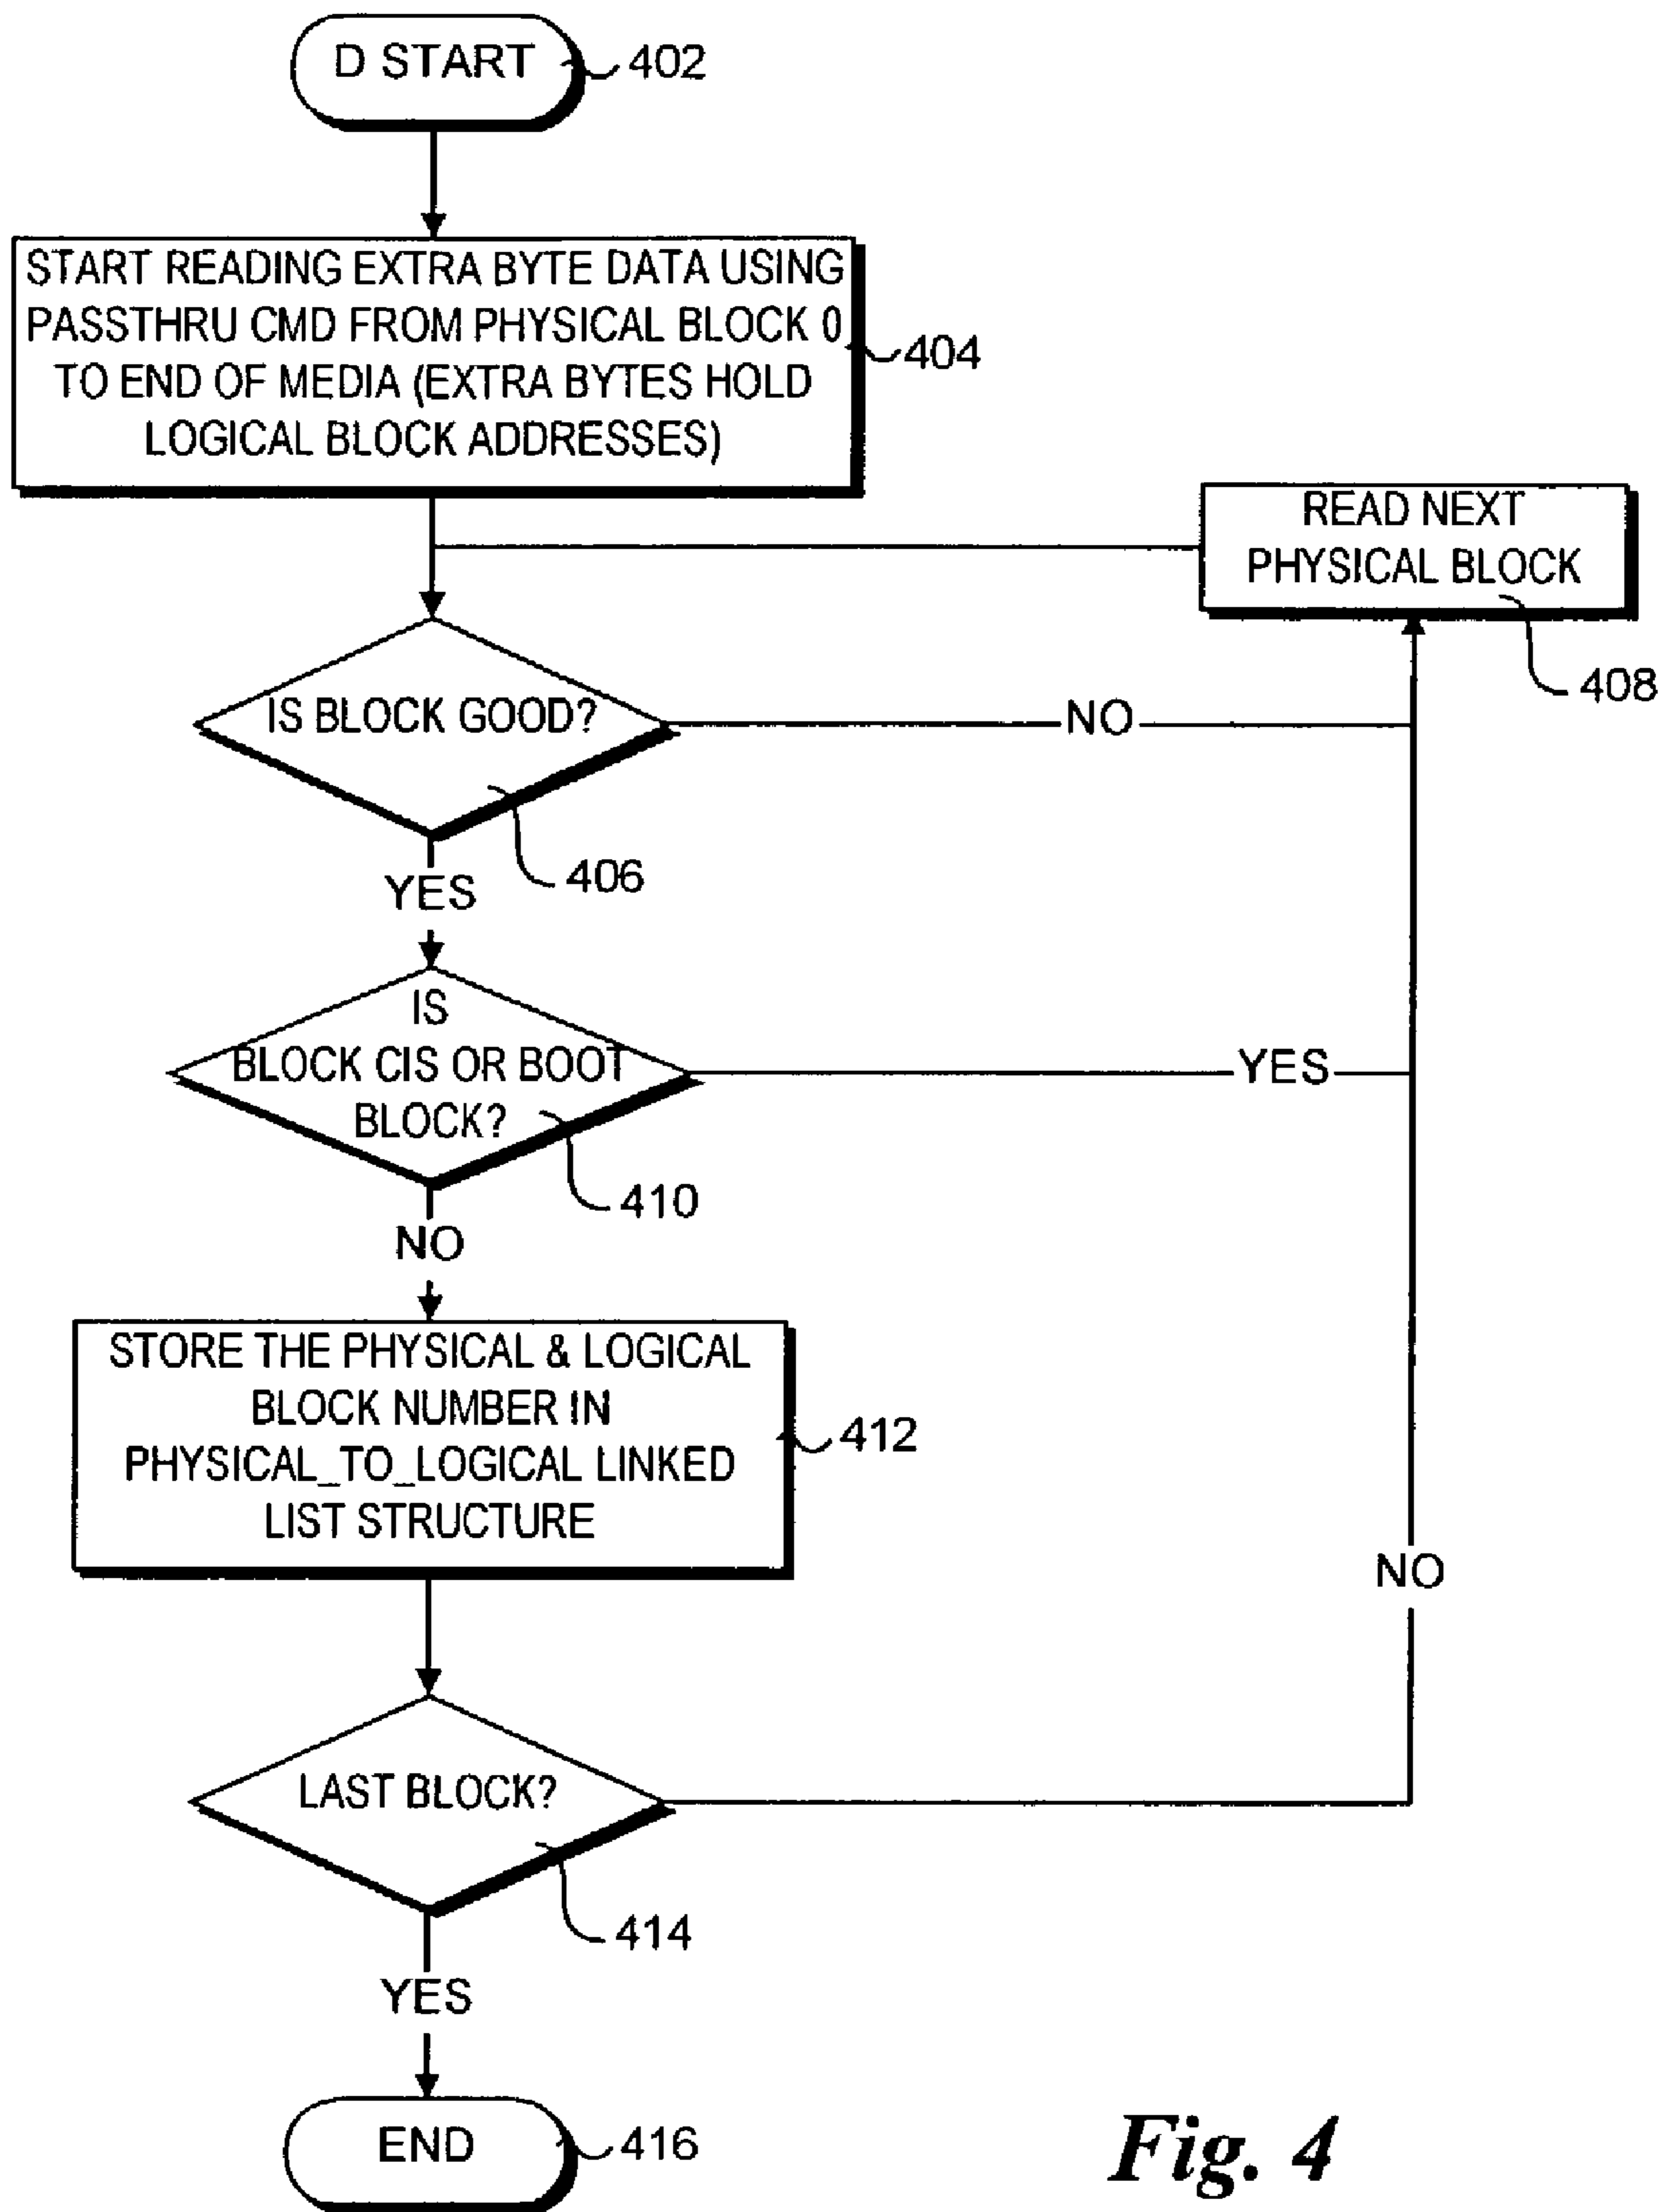 D START
402
START READING EXTRA BYTE DATA USING
PASSTHRU CMD FROM PHYSICAL BLOCK 0
TO END OF MEDIA (EXTRA BYTES HOLD
LOGICAL BLOCK ADDRESSES)
404
READ NEXT
PHYSICAL BLOCK
408
IS BLOCK GOOD?
NO
406
YES
IS
BLOCK CIS OR BOOT
BLOCK?
YES
410
NO
STORE THE PHYSICAL & LOGICAL
BLOCK NUMBER IN
PHYSICAL_TO_LOGICAL LINKED
LIST STRUCTURE
412
NO
LAST BLOCK?
414
YES
END
416
Fig. 4